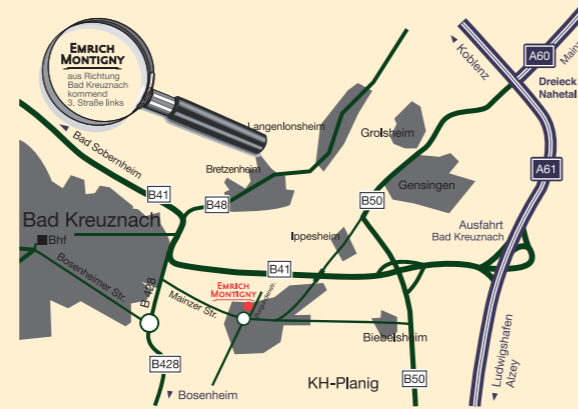 EMRICH
MONTIGNY
aus Richtung
Bad Kreuznach
kommend
3. Straße links
Koblenz
A60
Mainz
Dreieck
Nahetal
Langenlonsheim
Grolsheim
Bad Sobernheim
Bretzenheim
A61
Gensingen
B41
B48
B50
Bad Kreuznach
Ausfahrt
Bad Kreuznach
Ippesheim
Bhf
B41
Bosenheimer Str.
B 428
EMRICH
MONTIGNY
Mainzer Str.
Biebelsheim
B428
Bosenheim
KH-Planig
B50
Ludwigshafen
Alzey